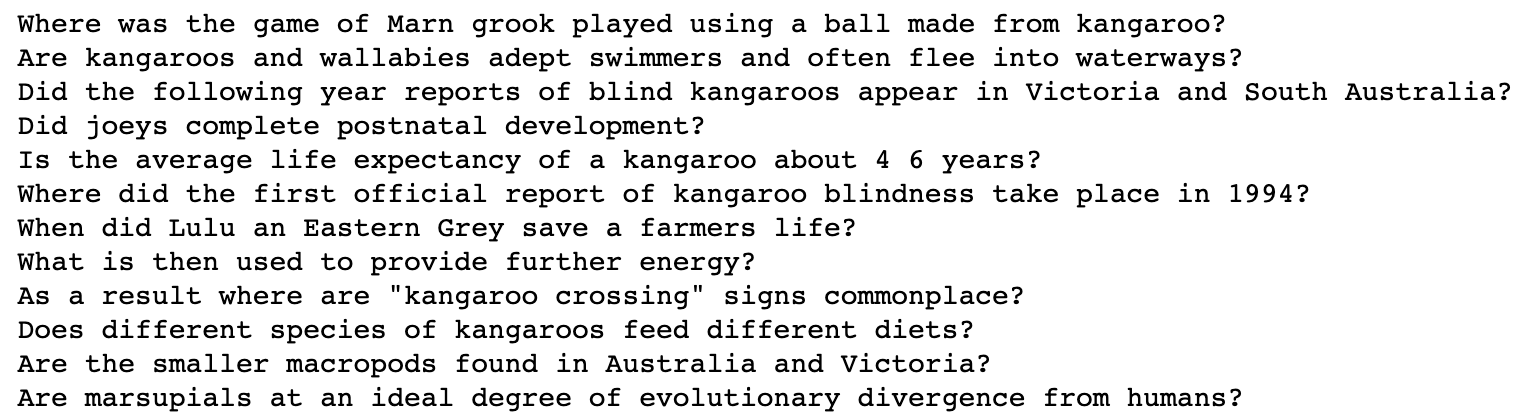 Where was the game of Marn grook played using a ball made from kangaroo?
Are kangaroos and wallabies adept swimmers and often flee into waterways?
Did the following year reports of blind kangaroos appear in Victoria and South Australia?
Did joeys complete postnatal development?
Is the average life expectancy of a kangaroo about 4 6 years?
Where did the first official report of kangaroo blindness take place in 1994?
When did Lulu an Eastern Grey save a farmers life?
What is then used to provide further energy?
As a result where are "kangaroo crossing" signs commonplace?
Does different species of kangaroos feed different diets?
Are the smaller macropods found in Australia and Victoria?
Are marsupials at an ideal degree of evolutionary divergence from humans?